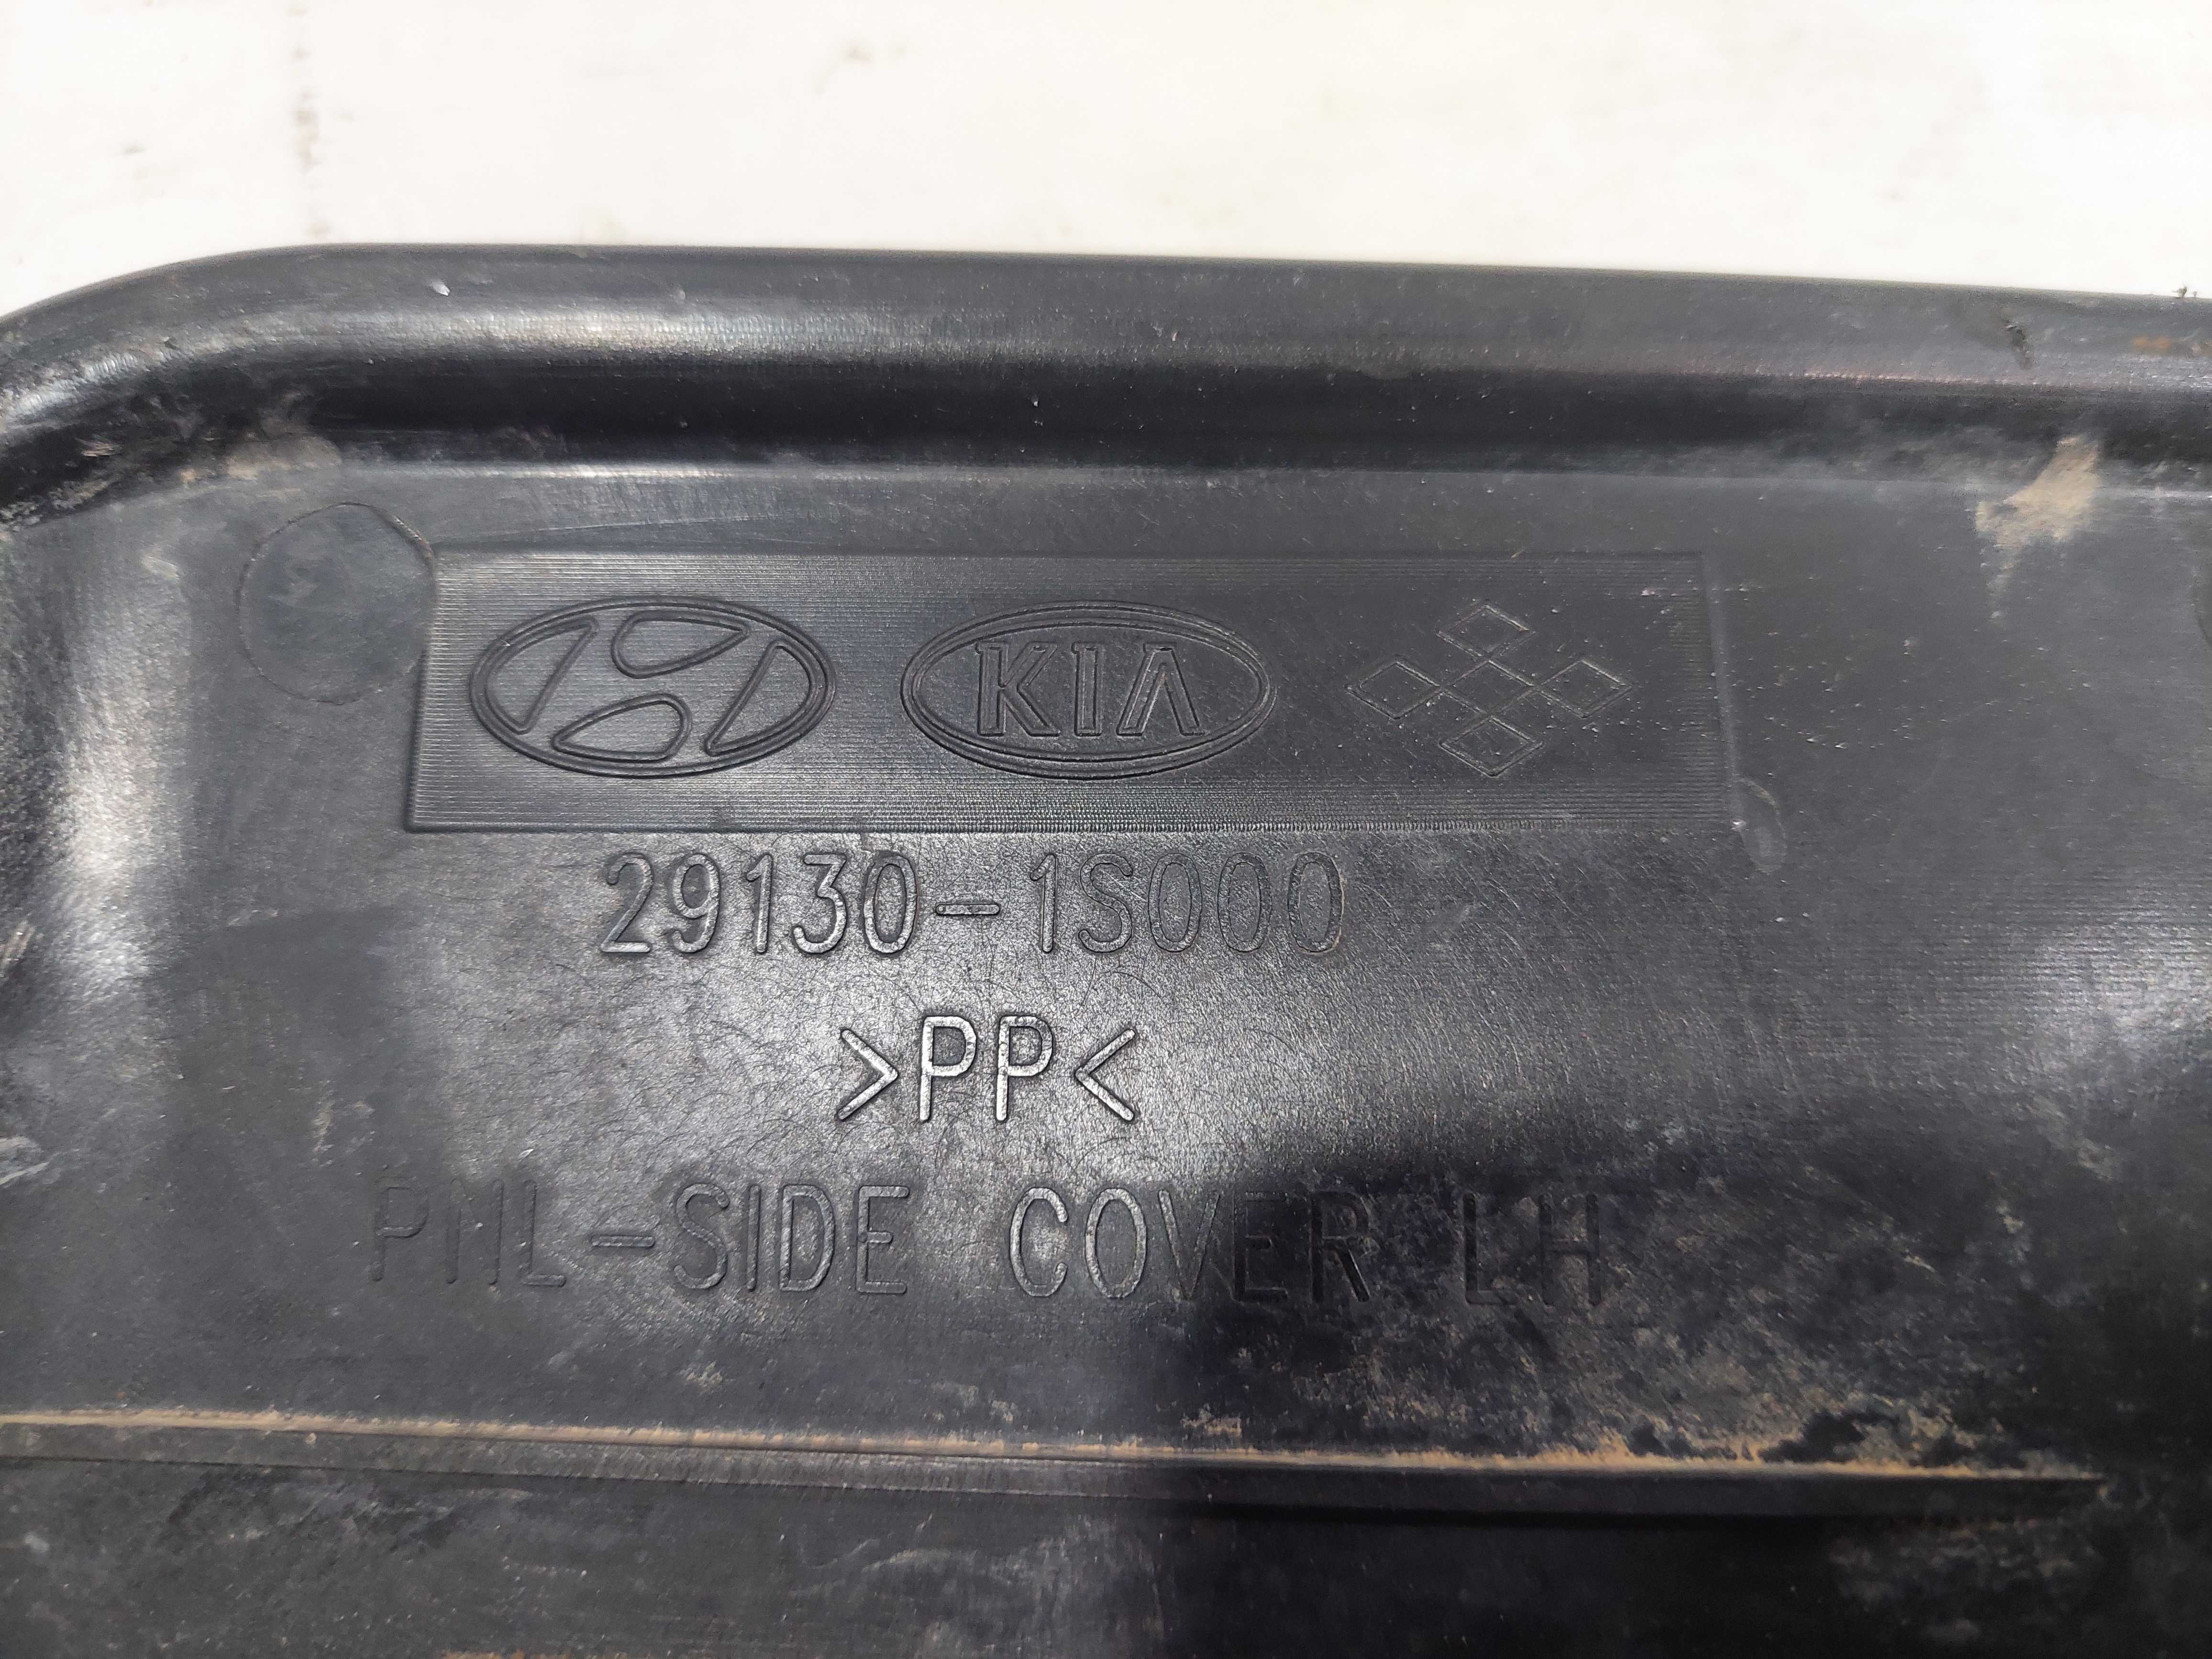 KIA
29130-1S000
>PP<
PNL-SIDE COVER LH